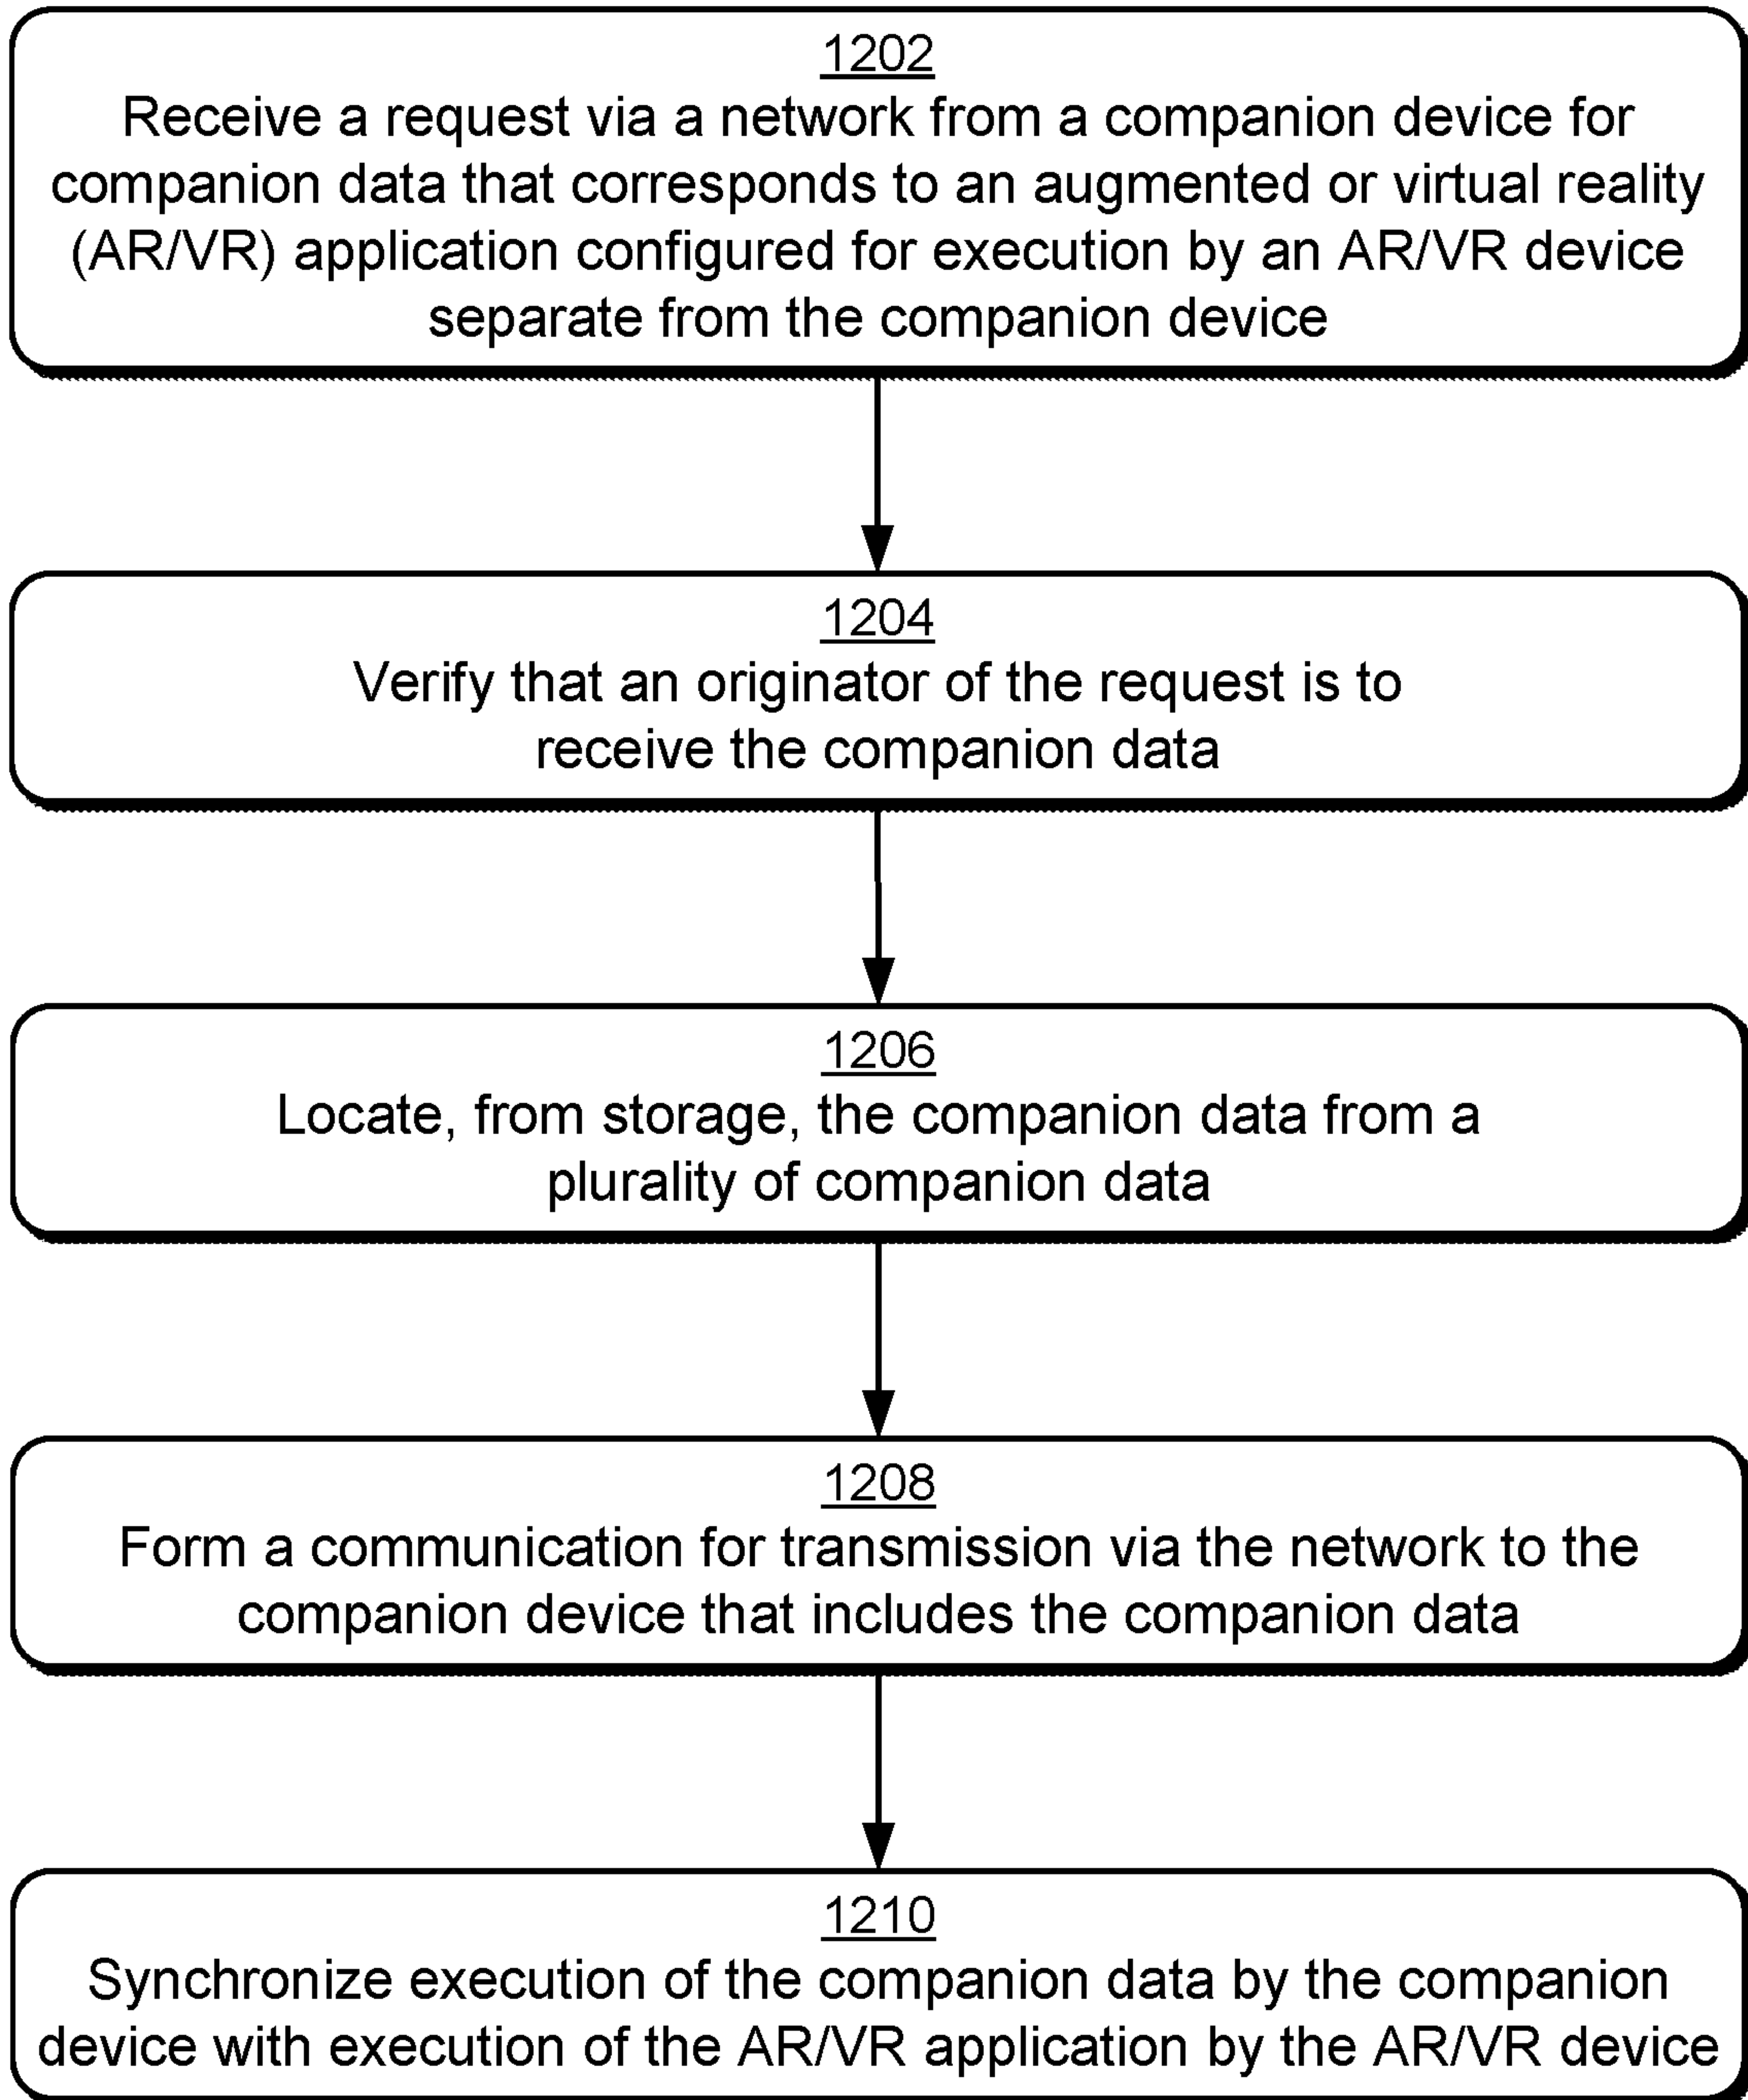 1202
Receive a request via a network from a companion device for
companion data that corresponds to an augmented or virtual reality
(AR/VR) application configured for execution by an AR/VR device
separate from the companion device
1204
Verify that an originator of the request is to
receive the companion data
1206
Locate, from storage, the companion data from a
plurality of companion data
1208
Form a communication for transmission via the network to the
companion device that includes the companion data
1210
Synchronize execution of the companion data by the companion
device with execution of the AR/VR application by the AR/VR device